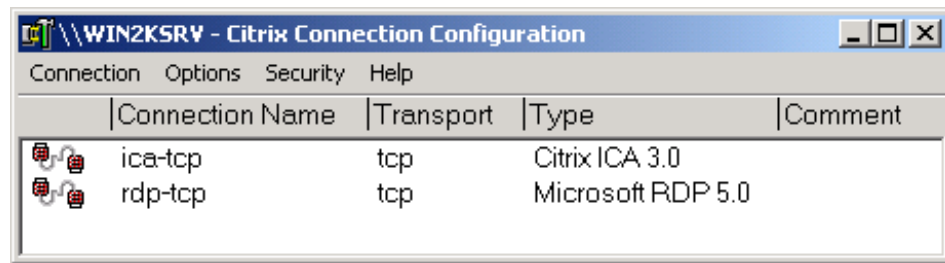 \\WIN2KSRV - Citrix Connection Configuration
Connection Options Security Help
Connection Name Transport Type Comment
ica-tcp tcp Citrix ICA 3.0
rdp-tcp tcp Microsoft RDP 5.0